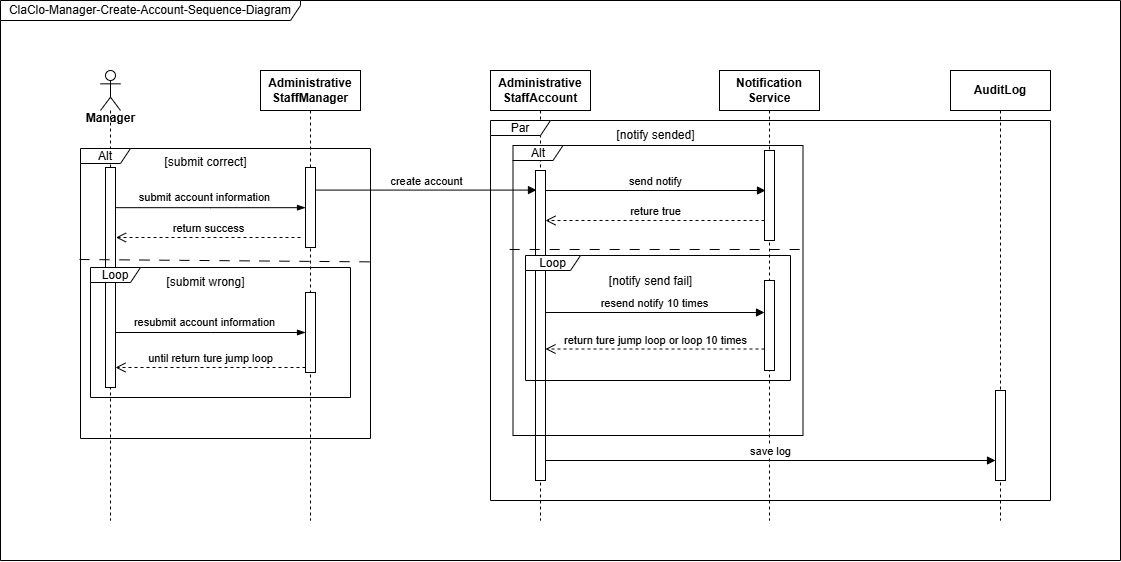 ClaClo-Manager-Create-Account-Sequence-Diagram
Manager
Administrative
StaffManager
Administrative
StaffAccount
Notification
Service
AuditLog
Par
[notify sended]
Alt
[submit correct]
Alt
create account
send notify
submit account information
reture true
return success
Loop
[notify send fail]
Loop
[submit wrong]
resend notify 10 times
resubmit account information
return ture jump loop or loop 10 times
until return ture jump loop
save log